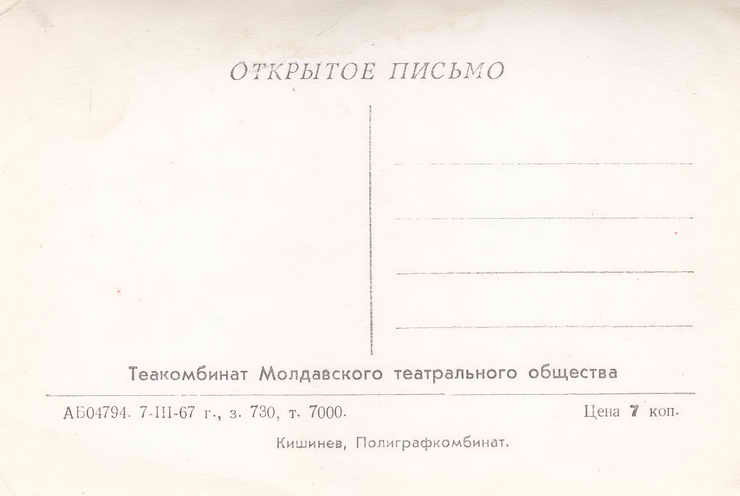 ОТКРЫТОЕ ПИСЬМО
Теакомбинат Молдавского театрального общества
АБ04794. 7-III-67 г., з. 730, т. 7000.
Цена 7 коп.
Кишинев, Полиграфкомбинат.